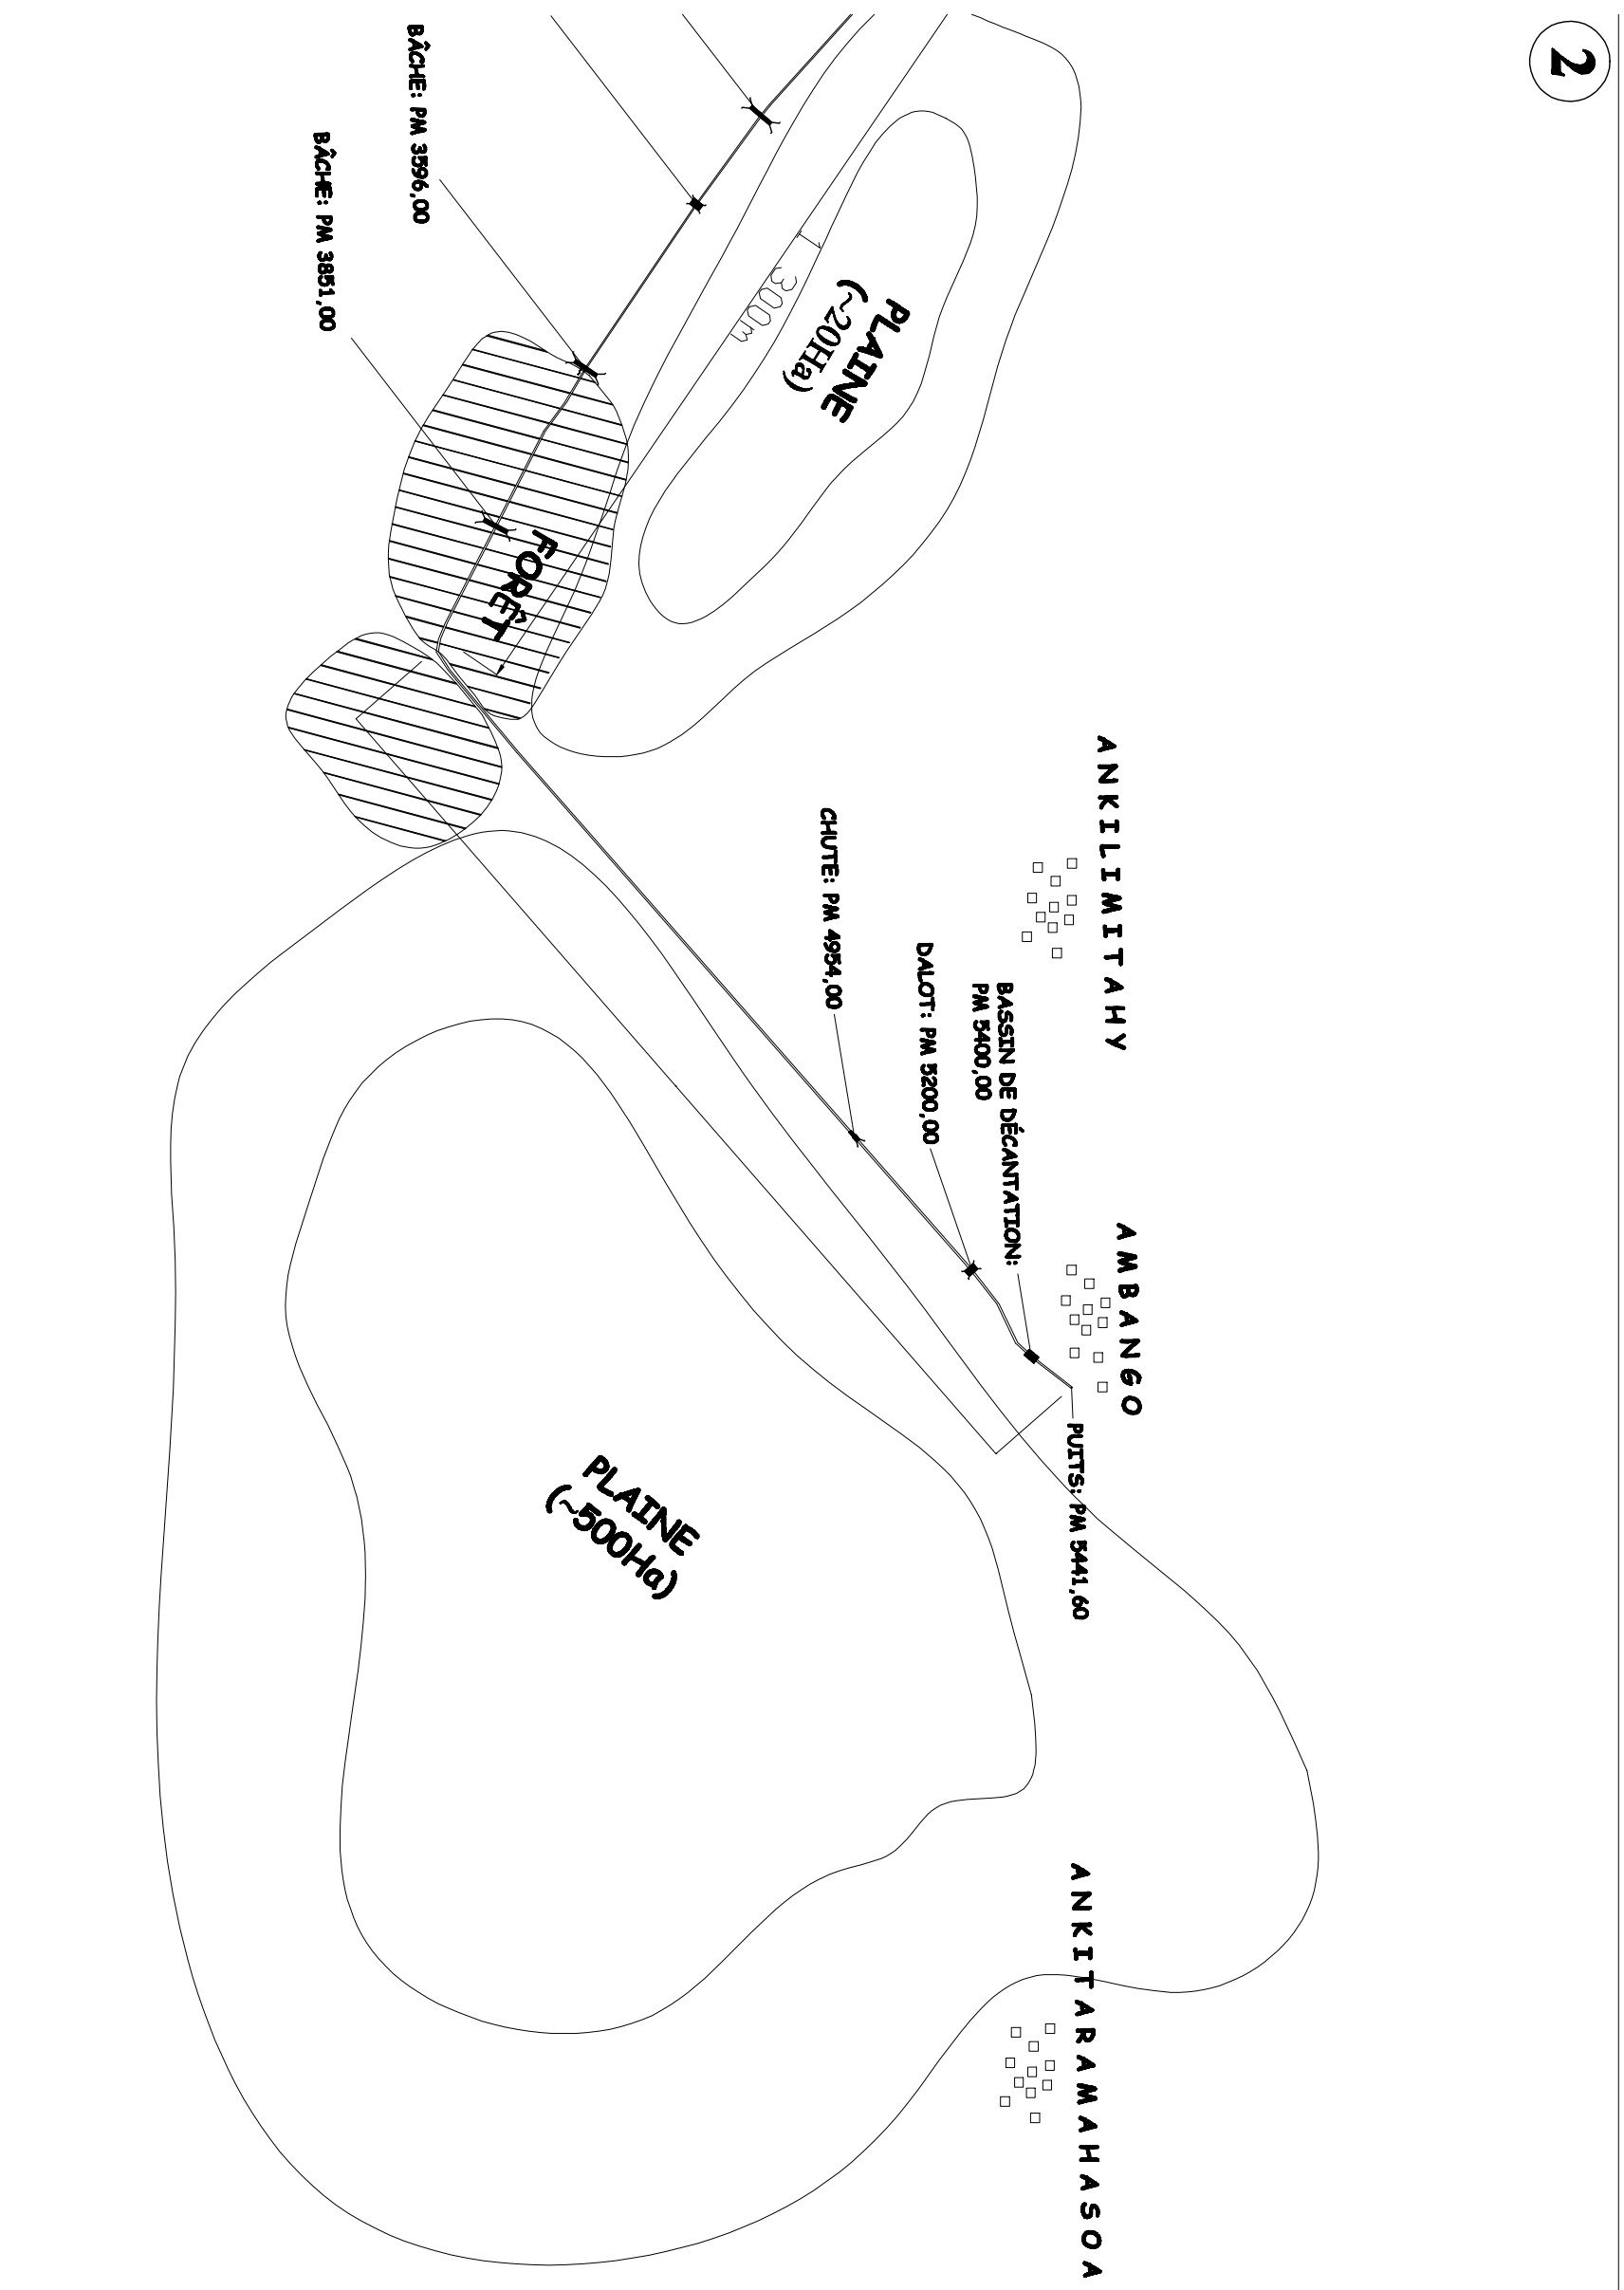 2
BÂCHE: PM 3596,00
BÂCHE: PM 3851,00
1 300m
PLAINE
(~20Ha)
FORÊT
ANKILIMITAHY
CHUTE: PM 4954,00
DALOT: PM 5200,00
BASSIN DE DÉCANTATION:
PM 5400,00
AMBANGO
PUITS: PM 5441,60
PLAINE
(~500Ha)
ANKITARAMAHASOA